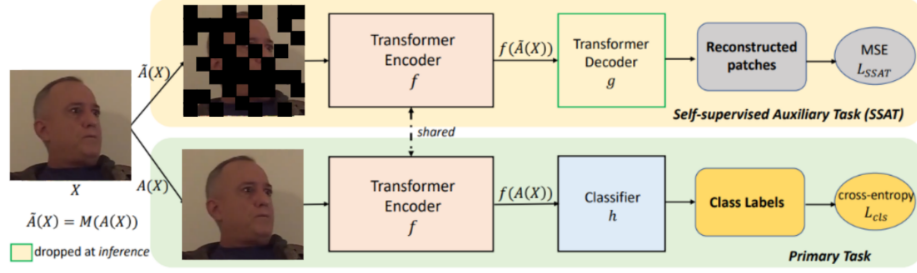 Ã(X)
Transformer
Encoder
f
f(Ã(X))
Transformer
Decoder
g
Reconstructed
patches
MSE
L_SSAT
Self-supervised Auxiliary Task (SSAT)
shared
X
A(X)
Ã(X) = M(A(X))
dropped at inference
Transformer
Encoder
f
f(A(X))
Classifier
h
Class Labels
cross-entropy
L_cls
Primary Task